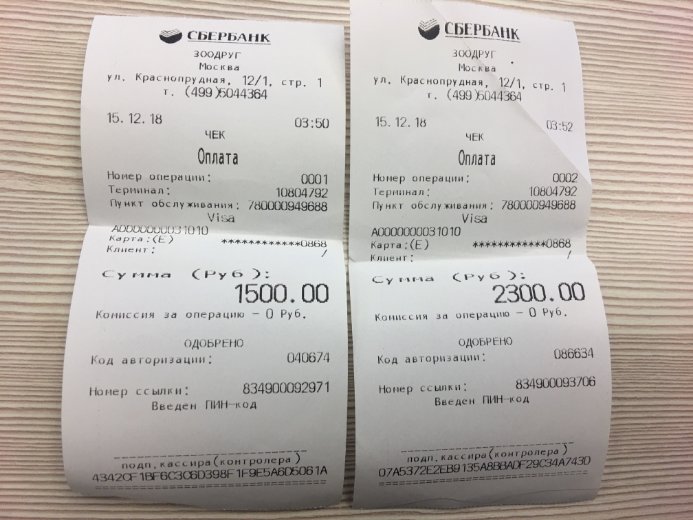 СБЕРБАНК
ЗООДРУГ
Москва
ул. Краснопрудная, 12/1, стр. 1
т. (499)5044364
15.12.18 03:50
ЧЕК
Оплата
Номер операции: 0001
Терминал: 10804792
Пункт обслуживания: 780000949688
Visa
A0000000031010
Карта:(E) ************0868
Клиент: /
Сумма (Руб):
1500.00
Комиссия за операцию - 0 Руб.
ОДОБРЕНО
Код авторизации: 040674
Номер ссылки: 834900092971
Введен ПИН-код
подп.кассира(контролера)
4342CF1BF6C3C6D398F1F9E5A6D5061A
СБЕРБАНК
ЗООДРУГ
Москва
ул. Краснопрудная, 12/1, стр. 1
т. (499)5044364
15.12.18 03:52
ЧЕК
Оплата
Номер операции: 0002
Терминал: 10804792
Пункт обслуживания: 780000949688
Visa
A0000000031010
Карта:(E) ************0868
Клиент: /
Сумма (Руб):
2300.00
Комиссия за операцию - 0 Руб.
ОДОБРЕНО
Код авторизации: 086634
Номер ссылки: 834900093706
Введен ПИН-код
подп.кассира(контролера)
07A5372E2EB9135A8B8ADF29C34A743D